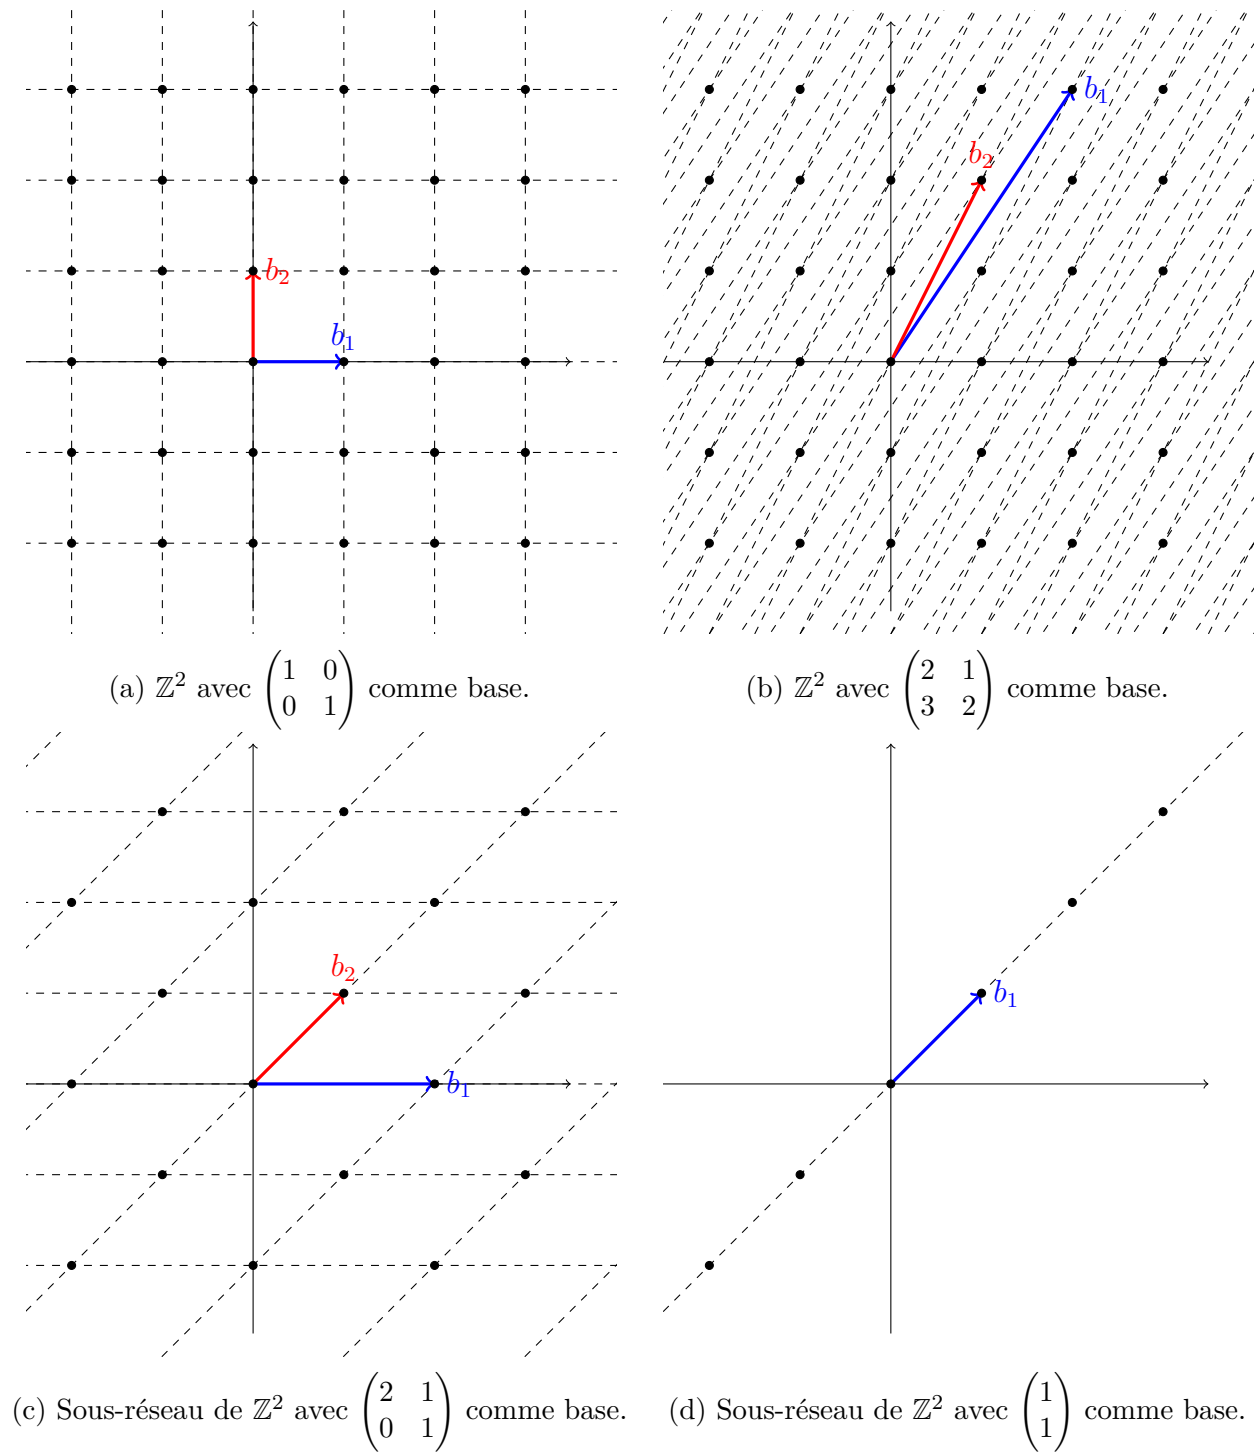 b₂
b₁
b₁
b₂
(a) ℤ² avec (1 0
0 1) comme base.
(b) ℤ² avec (2 1
3 2) comme base.
b₂
b₁
b₁
(c) Sous-réseau de ℤ² avec (2 1
0 1) comme base.
(d) Sous-réseau de ℤ² avec (1
1) comme base.